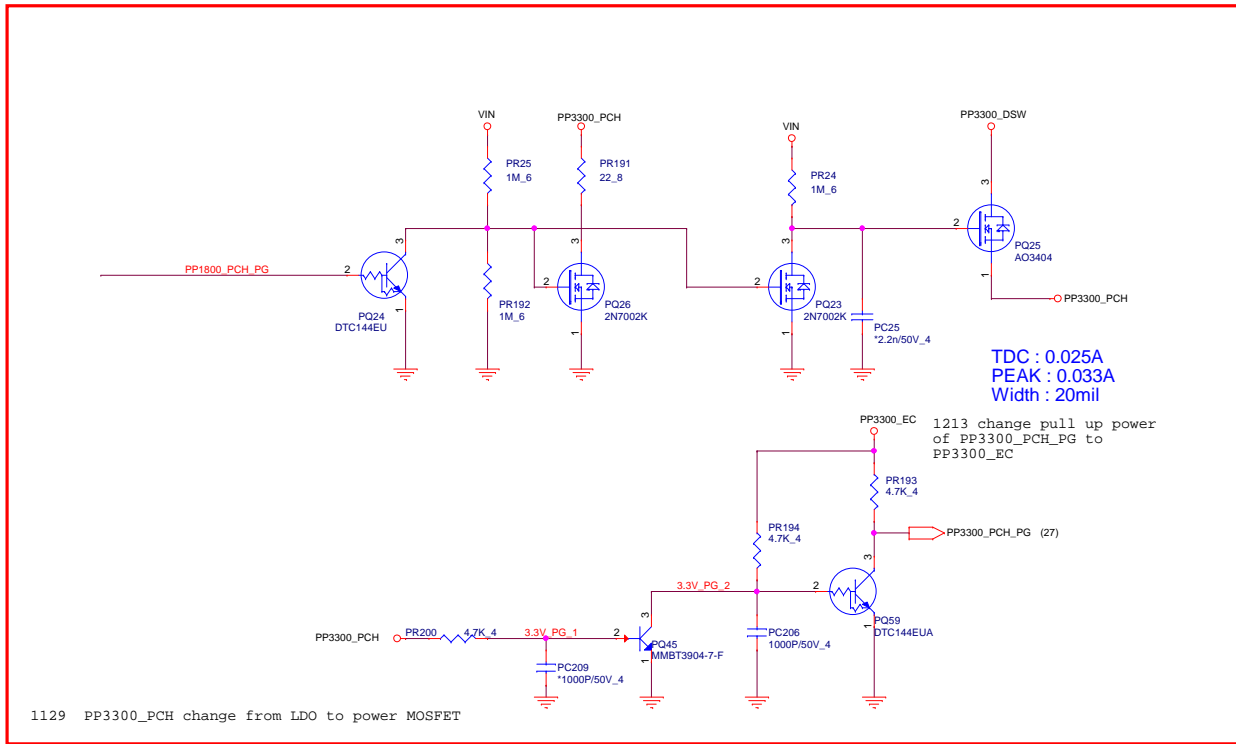 VIN
PP3300_PCH
VIN
PP3300_DSW
PR25
1M_6
PR191
22_8
PR24
1M_6
3
3
3
3
2
PQ25
AO3404
PP1800_PCH_PG
2
2
2
1
PP3300_PCH
PQ24
DTC144EU
1
PR192
1M_6
PQ26
2N7002K
1
PQ23
2N7002K
1
PC25
*2.2n/50V_4
TDC : 0.025A
PEAK : 0.033A
Width : 20mil
PP3300_EC
1213 change pull up power
of PP3300_PCH_PG to
PP3300_EC
PR193
4.7K_4
PR194
4.7K_4
PP3300_PCH_PG (27)
3
3.3V_PG_2
2
PQ59
DTC144EUA
1
PP3300_PCH
PR200
4.7K_4
3.3V_PG_1
2
3
PQ45
MMBT3904-7-F
1
PC206
1000P/50V_4
PC209
*1000P/50V_4
1129 PP3300_PCH change from LDO to power MOSFET